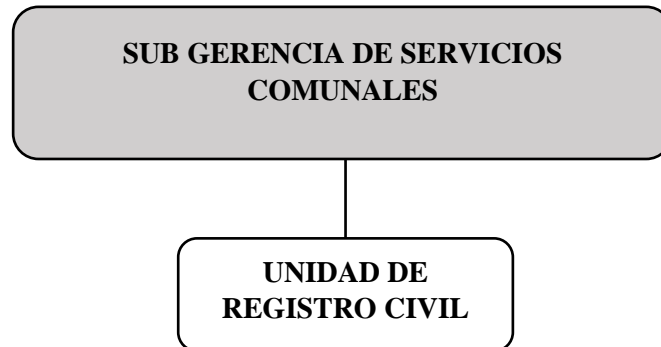 SUB GERENCIA DE SERVICIOS
COMUNALES
UNIDAD DE
REGISTRO CIVIL